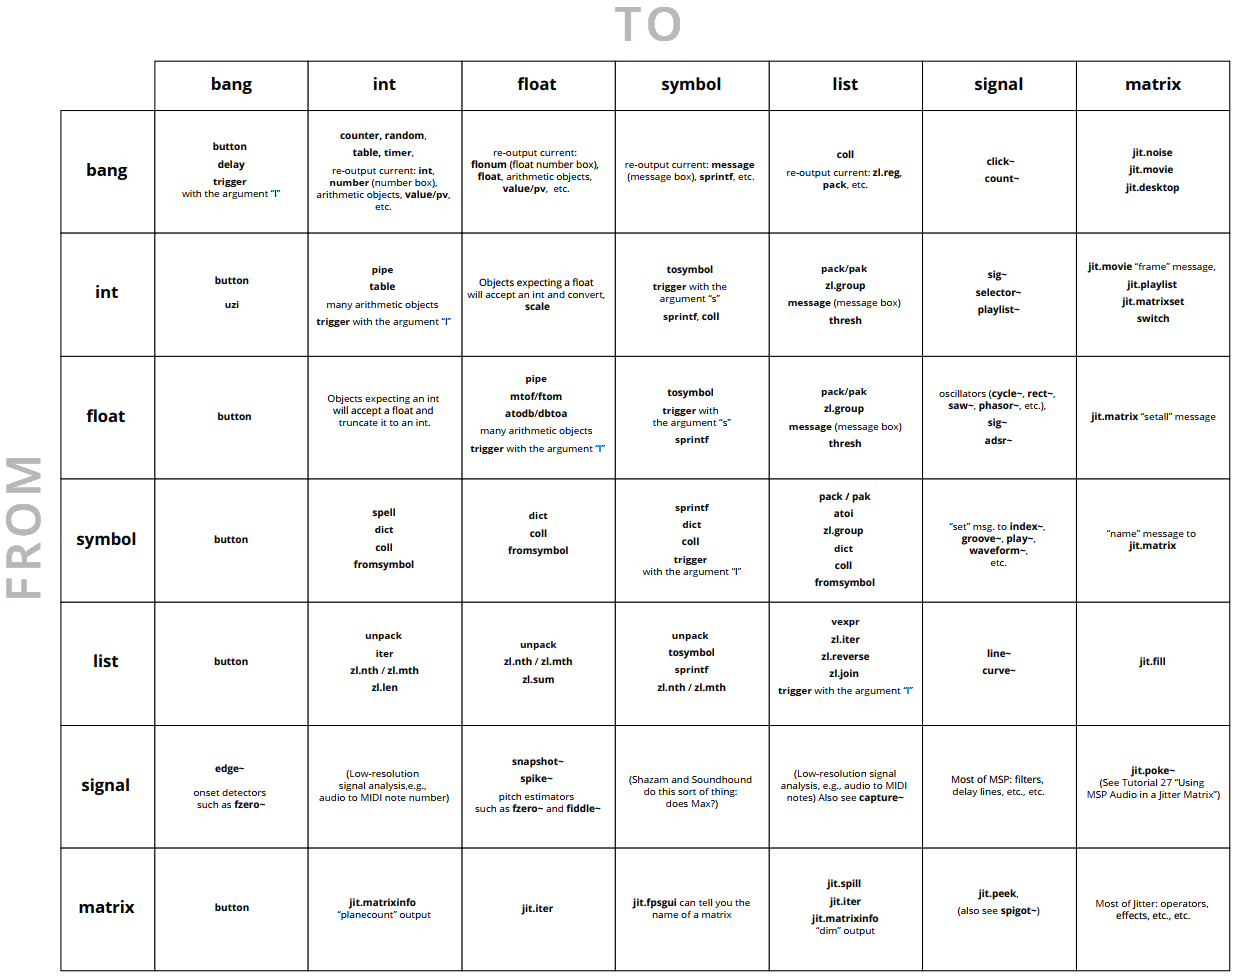 TO
bang
int
float
symbol
list
signal
matrix
FROM
bang
button
delay
trigger
with the argument “l”
counter, random,
table, timer,
re-output current: int,
number (number box),
arithmetic objects, value/pv,
etc.
re-output current:
flonum (float number box),
float, arithmetic objects,
value/pv, etc.
re-output current: message
(message box), sprintf, etc.
coll
re-output current: zl.reg,
pack, etc.
click~
count~
jit.noise
jit.movie
jit.desktop
int
button
uzi
pipe
table
many arithmetic objects
trigger with the argument “l”
Objects expecting a float
will accept an int and convert,
scale
tosymbol
trigger with the
argument “s”
sprintf, coll
pack/pak
zl.group
message (message box)
thresh
sig~
selector~
playlist~
jit.movie “frame” message,
jit.playlist
jit.matrixset
switch
float
button
Objects expecting an int
will accept a float and
truncate it to an int.
pipe
mtof/ftom
atodb/dbtoa
many arithmetic objects
trigger with the argument “l”
tosymbol
trigger with
the argument “s”
sprintf
pack/pak
zl.group
message (message box)
thresh
oscillators (cycle~, rect~,
saw~, phasor~, etc.),
sig~
adsr~
jit.matrix “setall” message
symbol
button
spell
dict
coll
fromsymbol
dict
coll
fromsymbol
sprintf
dict
coll
trigger
with the argument “l”
pack / pak
atoi
zl.group
dict
coll
fromsymbol
“set” msg. to index~,
groove~, play~,
waveform~,
etc.
“name” message to
jit.matrix
list
button
unpack
iter
zl.nth / zl.mth
zl.len
unpack
zl.nth / zl.mth
zl.sum
unpack
tosymbol
sprintf
zl.nth / zl.mth
vexpr
zl.iter
zl.reverse
zl.join
trigger with the argument “l”
line~
curve~
jit.fill
signal
edge~
onset detectors
such as fzero~
(Low-resolution
signal analysis,e.g.,
audio to MIDI note number)
snapshot~
spike~
pitch estimators
such as fzero~ and fiddle~
(Shazam and Soundhound
do this sort of thing:
does Max?)
(Low-resolution signal
analysis, e.g., audio to MIDI
notes) Also see capture~
Most of MSP: filters,
delay lines, etc., etc.
jit.poke~
(See Tutorial 27 “Using
MSP Audio in a Jitter Matrix”)
matrix
button
jit.matrixinfo
“planecount” output
jit.iter
jit.fpsgui can tell you the
name of a matrix
jit.spill
jit.iter
jit.matrixinfo
“dim” output
jit.peek,
(also see spigot~)
Most of Jitter: operators,
effects, etc., etc.